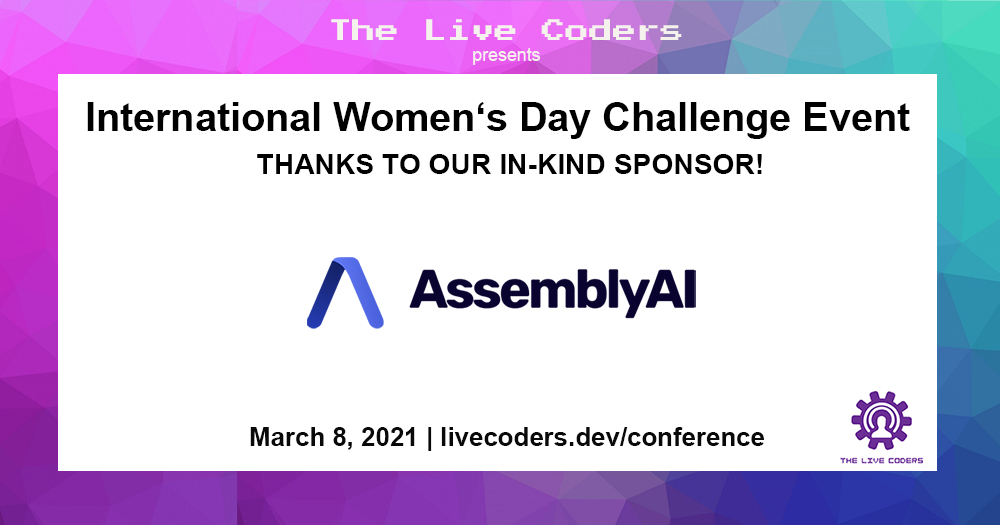 The Live Coders
presents
International Women‘s Day Challenge Event
THANKS TO OUR IN-KIND SPONSOR!
AssemblyAI
March 8, 2021 | livecoders.dev/conference
THE LIVE CODERS